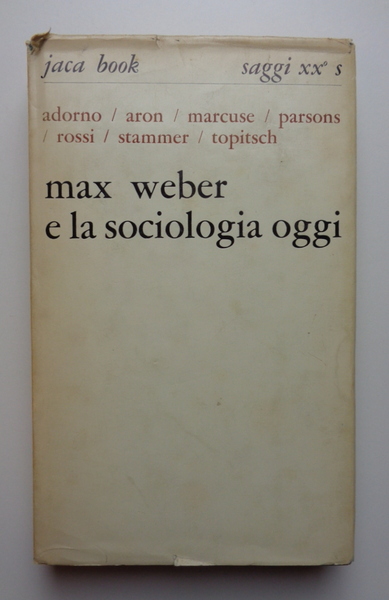 jaca book saggi xx° s
adorno / aron / marcuse / parsons
/ rossi / stammer / topitsch
max weber
e la sociologia oggi